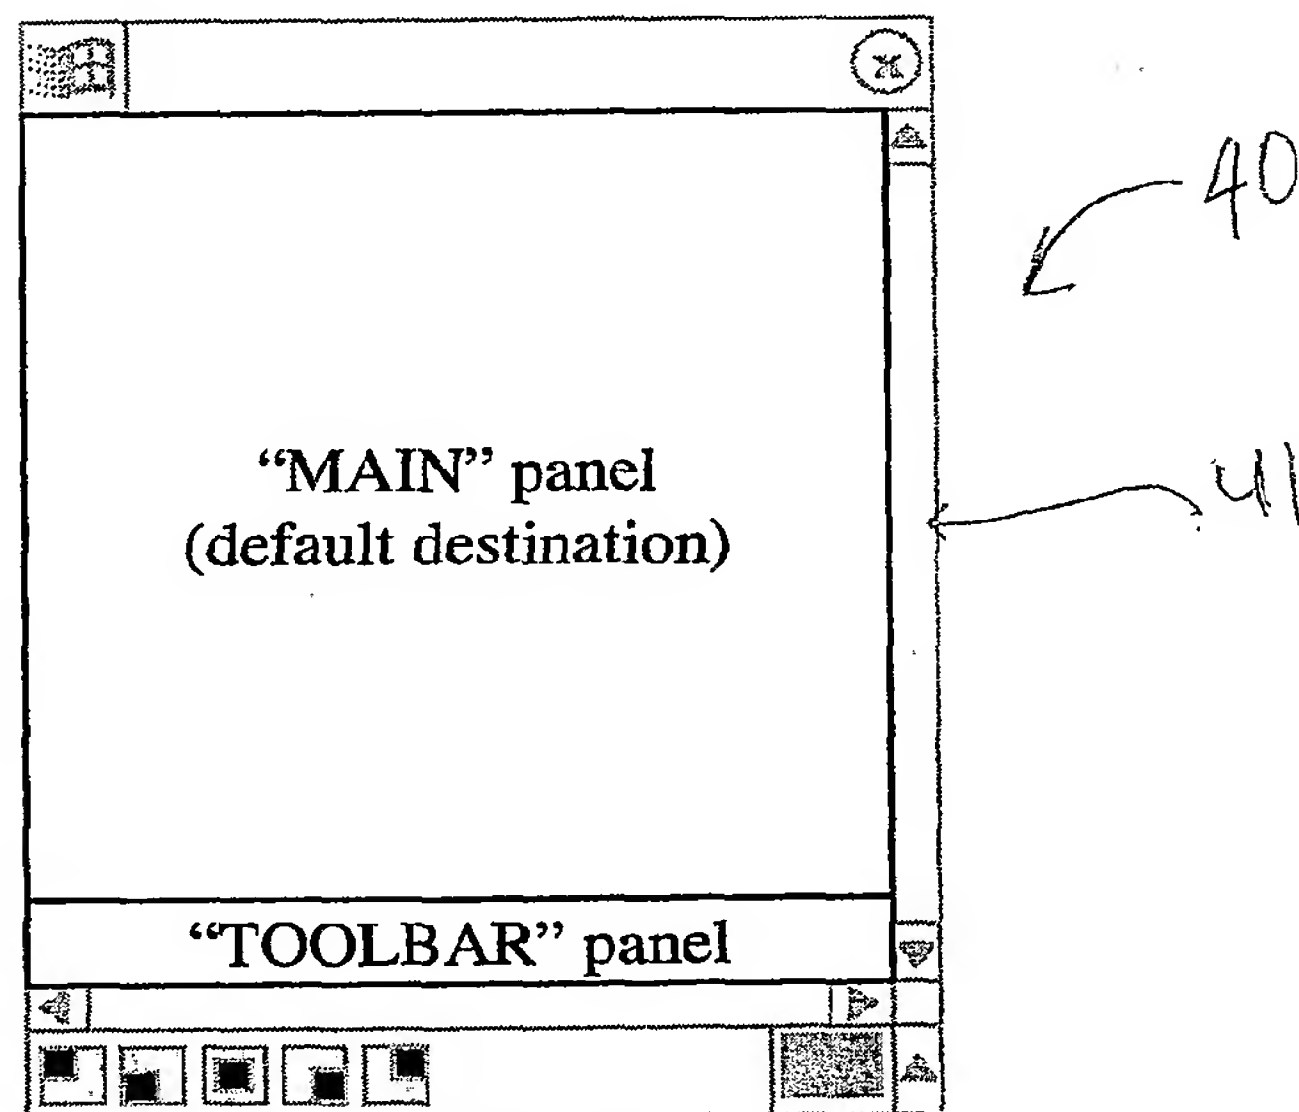 X
40
“MAIN” panel
(default destination)
41
“TOOLBAR” panel